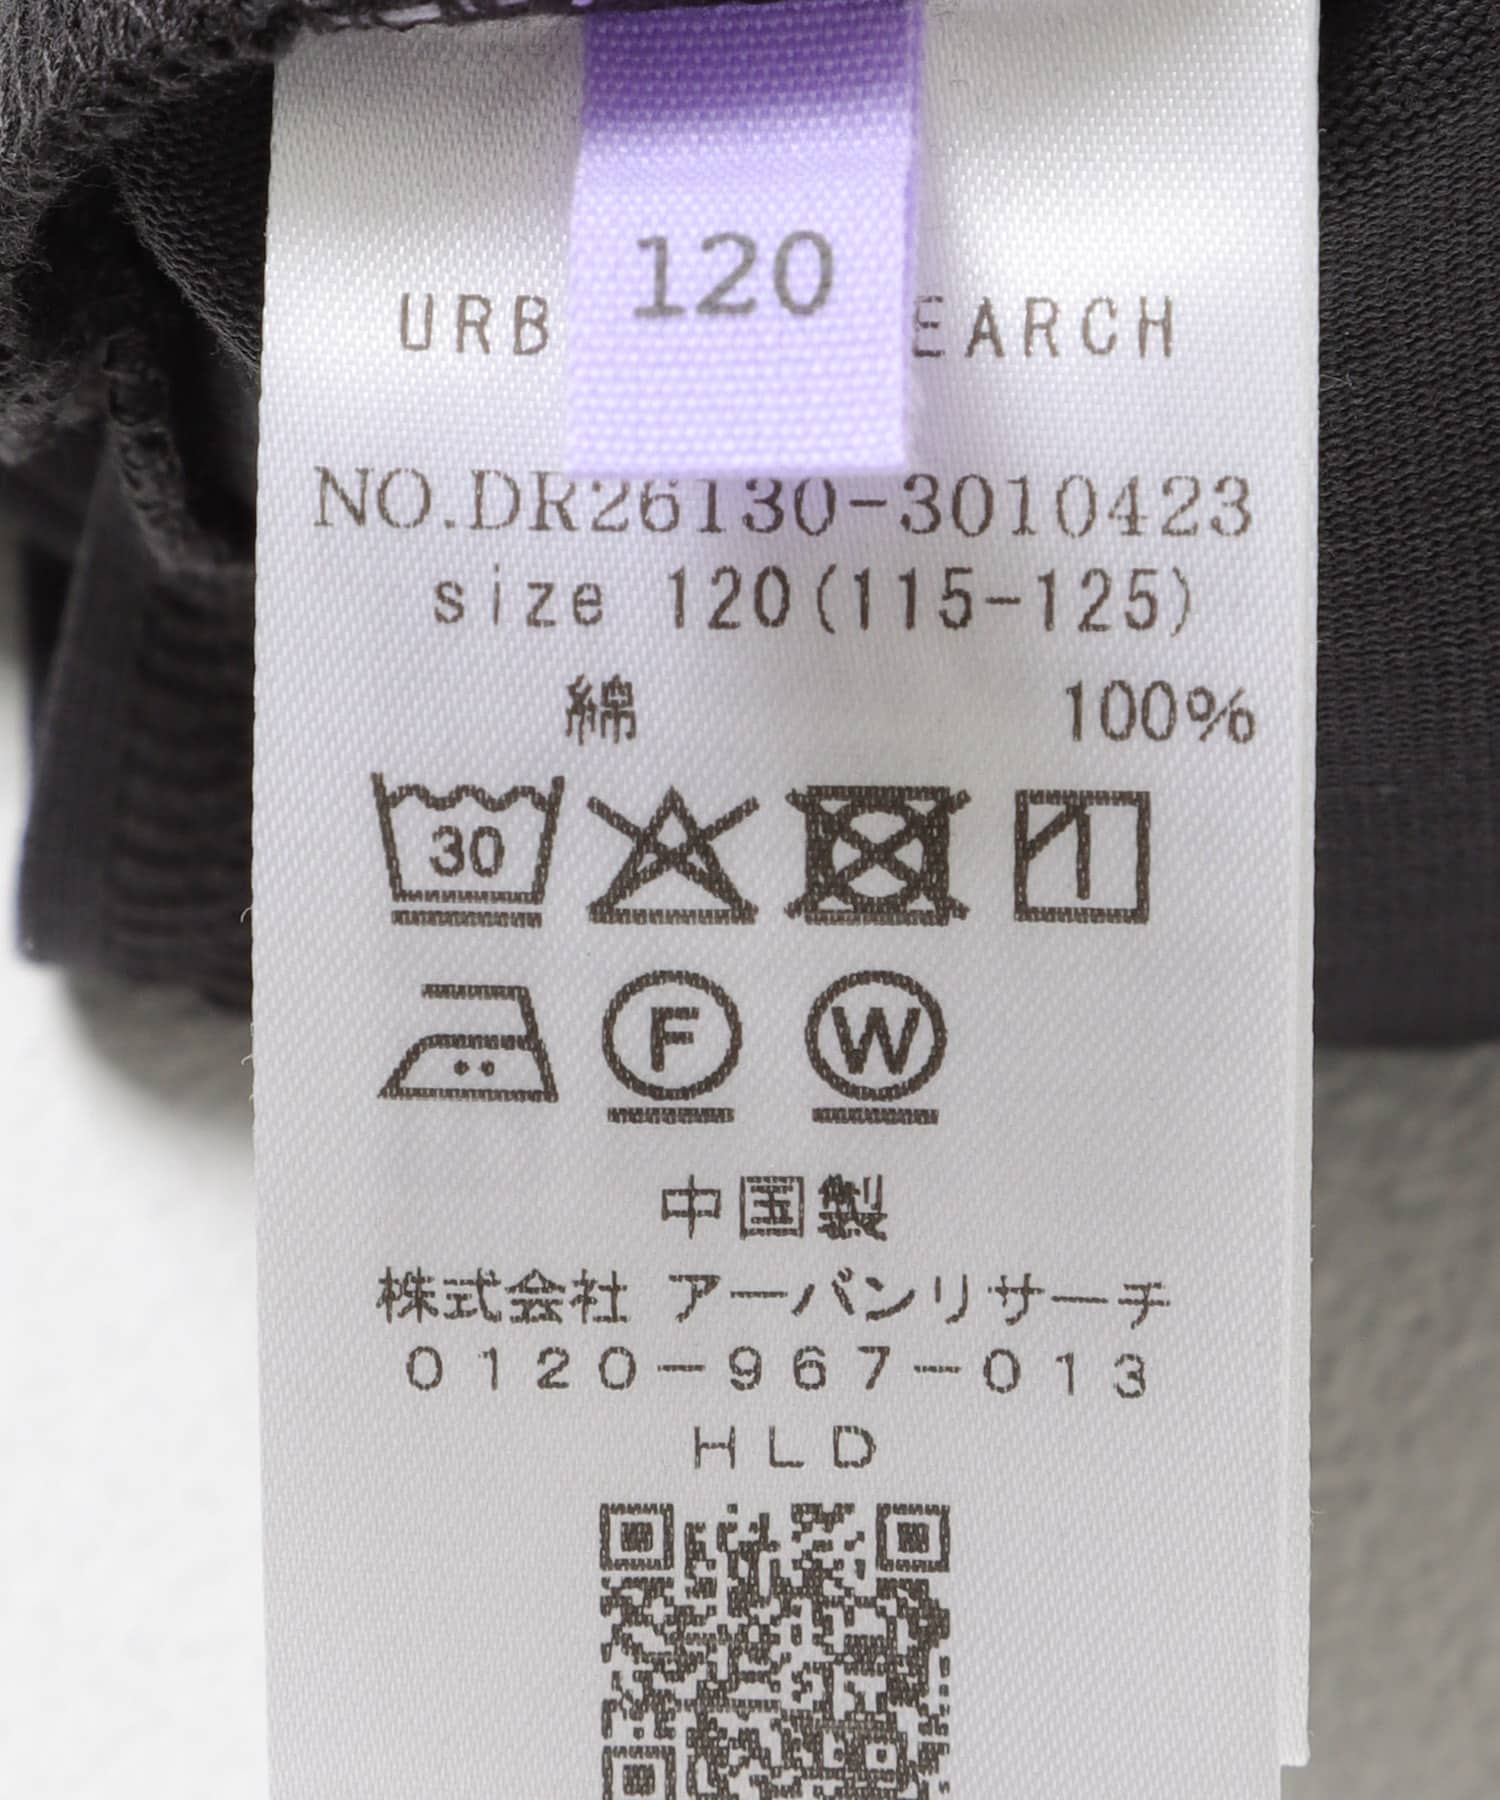 120
URB EARCH
NO.DR26130-3010423
size 120(115-125)
綿 100%
30
F W
中国製
株式会社 アーバンリサーチ
0120-967-013
HLD